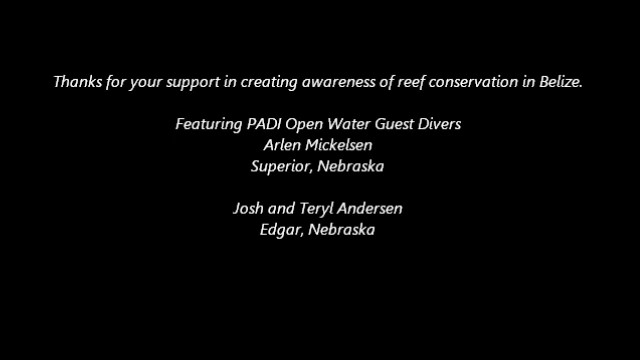 Thanks for your support in creating awareness of reef conservation in Belize.
Featuring PADI Open Water Guest Divers
Arlen Mickelsen
Superior, Nebraska
Josh and Teryl Andersen
Edgar, Nebraska